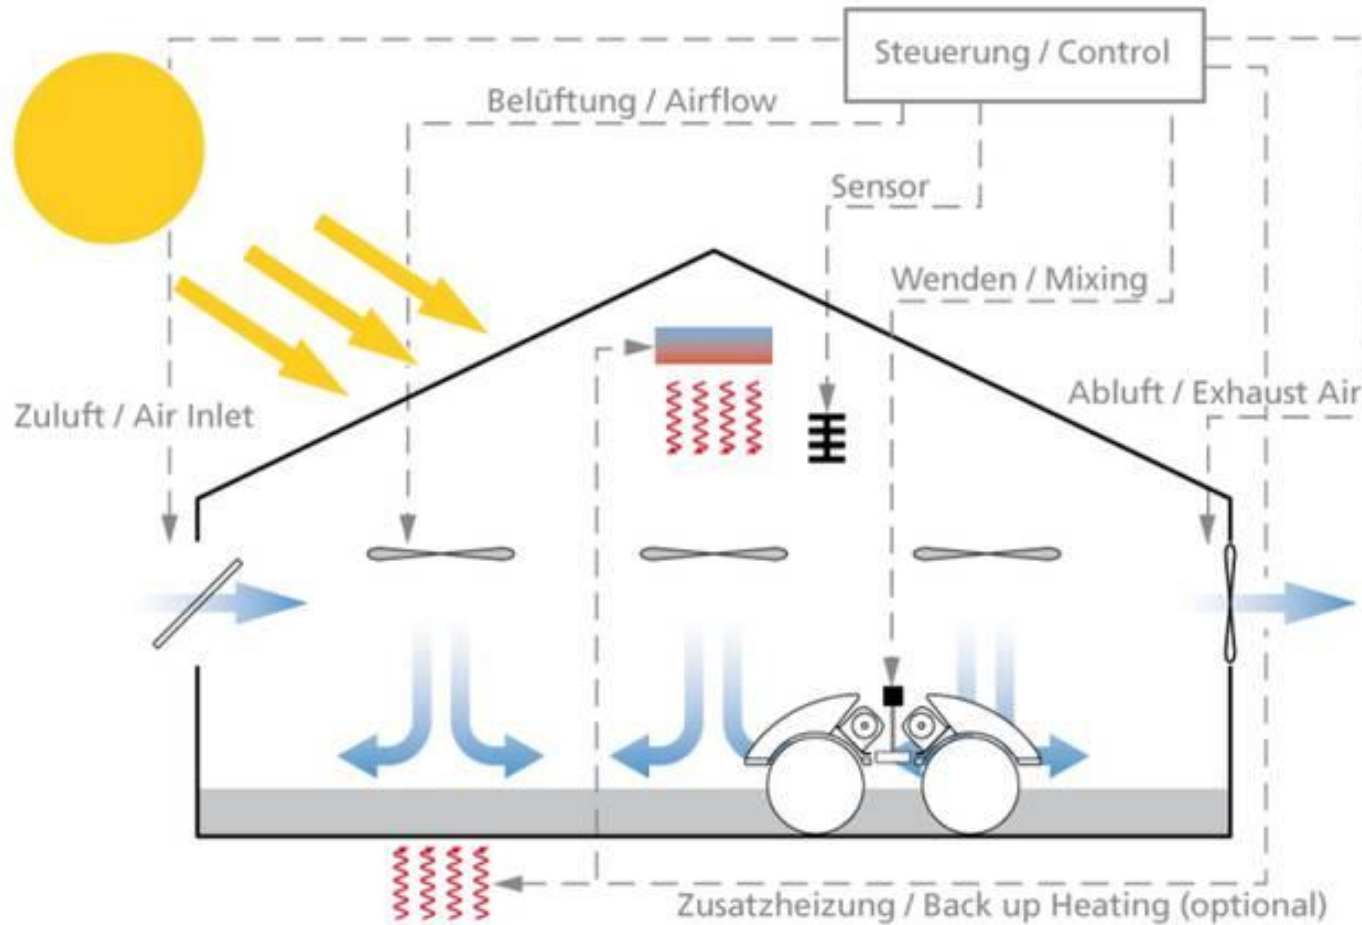 Steuerung / Control
Belüftung / Airflow
Sensor
Wenden / Mixing
Abluft / Exhaust Air
Zuluft / Air Inlet
Zusatzheizung / Back up Heating (optional)